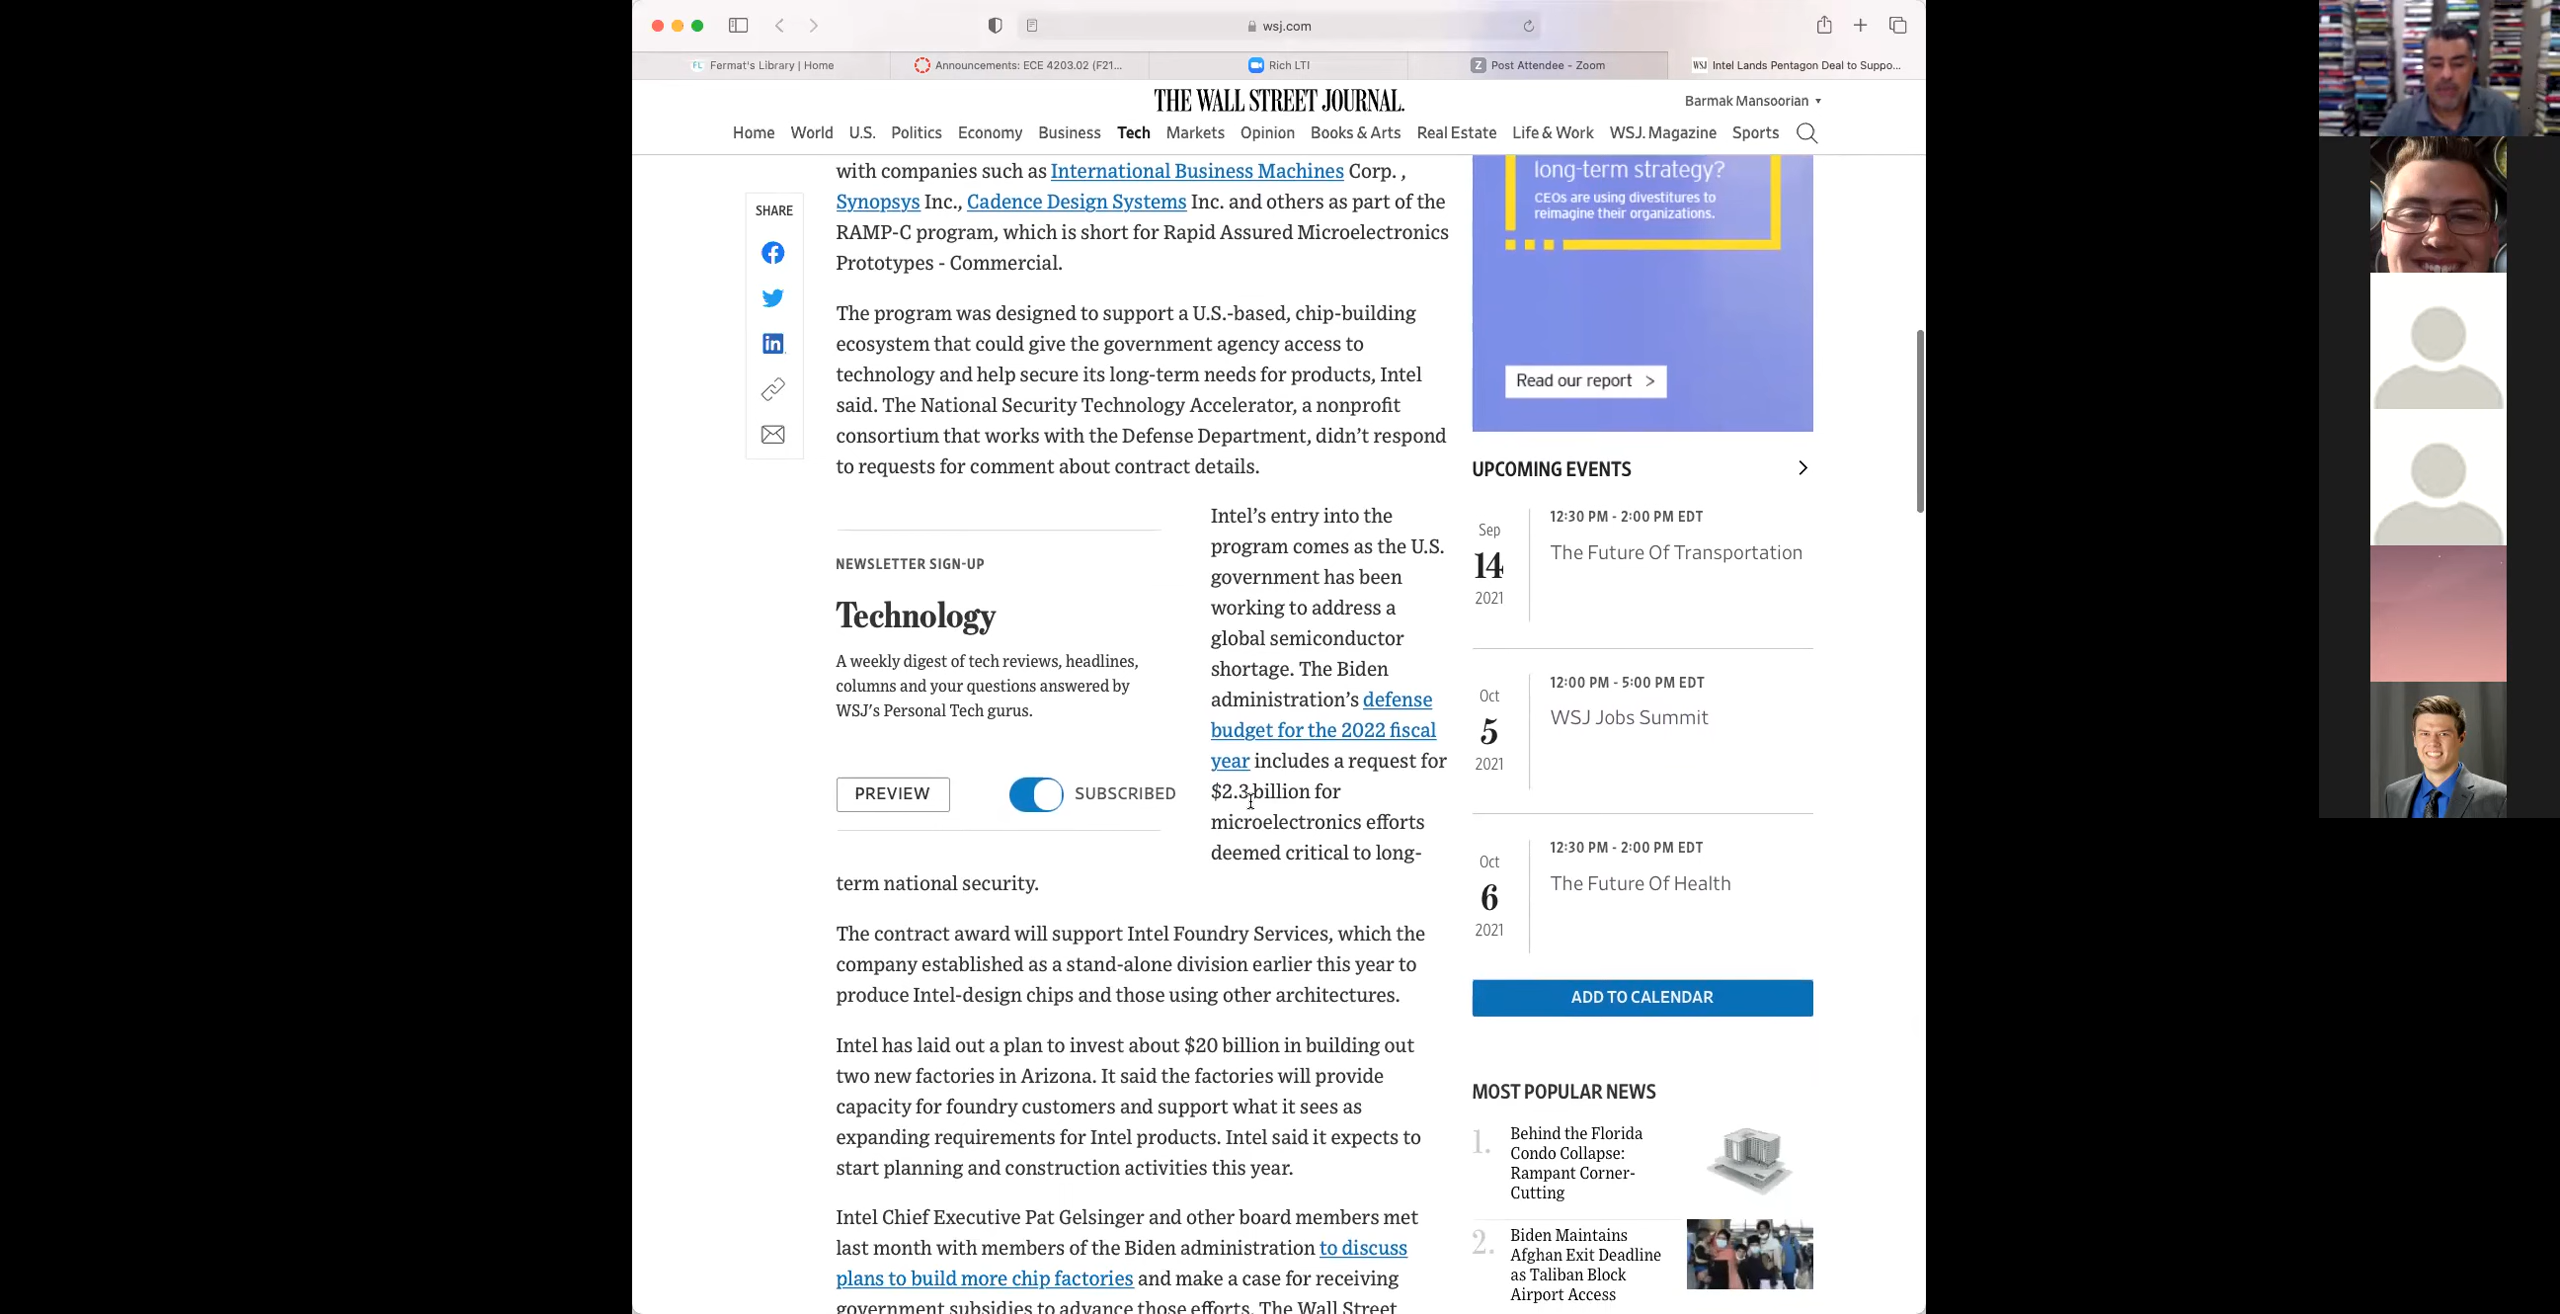 wsj.com
Fermat's Library | Home
Announcements: ECE 4203.02 (F21...
Rich LTI
Z Post Attendee - Zoom
WSJ Intel Lands Pentagon Deal to Suppo...
THE WALL STREET JOURNAL.
Barmak Mansoorian
Home World U.S. Politics Economy Business Tech Markets Opinion Books & Arts Real Estate Life & Work WSJ. Magazine Sports
SHARE
with companies such as International Business Machines Corp. ,
Synopsys Inc., Cadence Design Systems Inc. and others as part of the
RAMP-C program, which is short for Rapid Assured Microelectronics
Prototypes - Commercial.
The program was designed to support a U.S.-based, chip-building
ecosystem that could give the government agency access to
technology and help secure its long-term needs for products, Intel
said. The National Security Technology Accelerator, a nonprofit
consortium that works with the Defense Department, didn’t respond
to requests for comment about contract details.
NEWSLETTER SIGN-UP
Technology
A weekly digest of tech reviews, headlines,
columns and your questions answered by
WSJ's Personal Tech gurus.
PREVIEW
SUBSCRIBED
Intel’s entry into the
program comes as the U.S.
government has been
working to address a
global semiconductor
shortage. The Biden
administration’s defense
budget for the 2022 fiscal
year includes a request for
$2.3 billion for
microelectronics efforts
deemed critical to long-
term national security.
The contract award will support Intel Foundry Services, which the
company established as a stand-alone division earlier this year to
produce Intel-design chips and those using other architectures.
Intel has laid out a plan to invest about $20 billion in building out
two new factories in Arizona. It said the factories will provide
capacity for foundry customers and support what it sees as
expanding requirements for Intel products. Intel said it expects to
start planning and construction activities this year.
Intel Chief Executive Pat Gelsinger and other board members met
last month with members of the Biden administration to discuss
plans to build more chip factories and make a case for receiving
government subsidies to advance those efforts. The Wall Street
long-term strategy?
CEOs are using divestitures to
reimagine their organizations.
Read our report >
UPCOMING EVENTS
Sep
14
2021
12:30 PM - 2:00 PM EDT
The Future Of Transportation
Oct
5
2021
12:00 PM - 5:00 PM EDT
WSJ Jobs Summit
Oct
6
2021
12:30 PM - 2:00 PM EDT
The Future Of Health
ADD TO CALENDAR
MOST POPULAR NEWS
1.
Behind the Florida
Condo Collapse:
Rampant Corner-
Cutting
2.
Biden Maintains
Afghan Exit Deadline
as Taliban Block
Airport Access